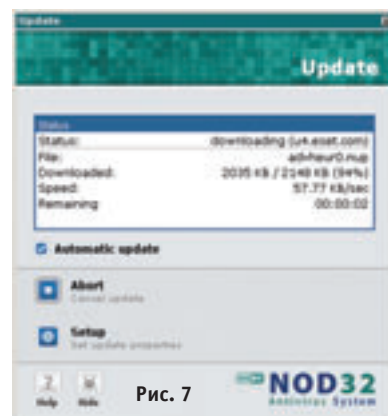 Update
Update
Status
Status: downloading (u4.eset.com)
File: advheur0.nup
Downloaded: 2035 KB / 2148 KB (94%)
Speed: 57.77 KB/sec
Remaining 00:00:02
Automatic update
Abort
Cancel update
Setup
Set update properties
Help Hide
Рис. 7
NOD32
Antivirus System